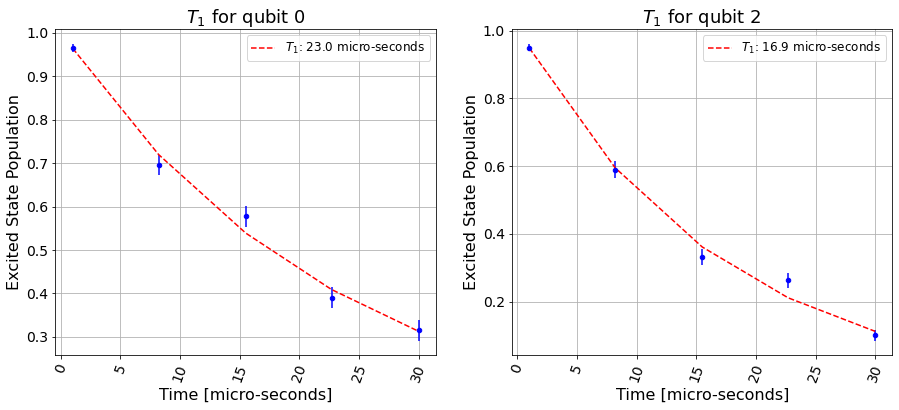 T₁ for qubit 0
T₁: 23.0 micro-seconds
Excited State Population
1.0
0.9
0.8
0.7
0.6
0.5
0.4
0.3
0 5 10 15 20 25 30
Time [micro-seconds]
T₁ for qubit 2
T₁: 16.9 micro-seconds
Excited State Population
1.0
0.8
0.6
0.4
0.2
0 5 10 15 20 25 30
Time [micro-seconds]